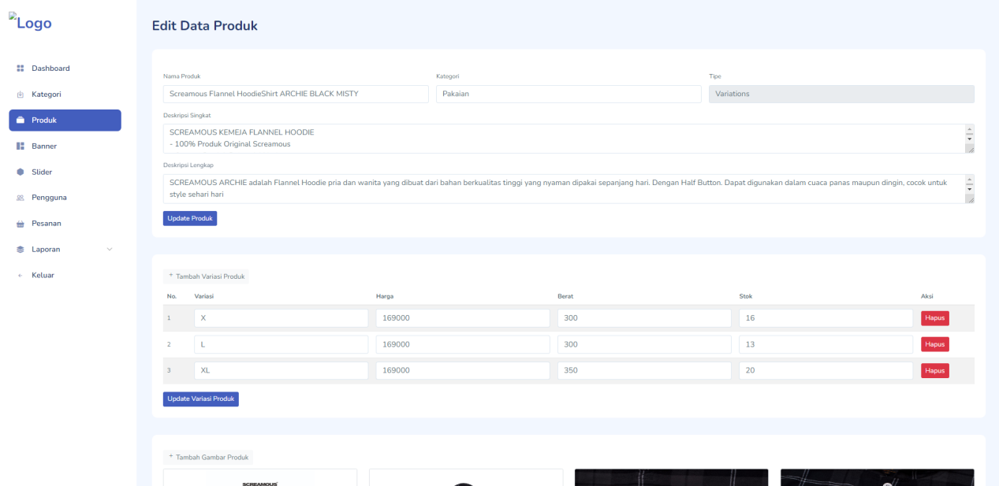 Logo
Edit Data Produk
Dashboard
Kategori
Produk
Banner
Slider
Pengguna
Pesanan
Laporan
Keluar
Nama Produk Kategori Tipe
Screamous Flannel HoodieShirt ARCHIE BLACK MISTY Pakaian Variations
Deskripsi Singkat
SCREAMOUS KEMEJA FLANNEL HOODIE
- 100% Produk Original Screamous
Deskripsi Lengkap
SCREAMOUS ARCHIE adalah Flannel Hoodie pria dan wanita yang dibuat dari bahan berkualitas tinggi yang nyaman dipakai sepanjang hari. Dengan Half Button. Dapat digunakan dalam cuaca panas maupun dingin, cocok untuk
style sehari hari
Update Produk
+ Tambah Variasi Produk
No. Variasi Harga Berat Stok Aksi
1 X 169000 300 16 Hapus
2 L 169000 300 13 Hapus
3 XL 169000 350 20 Hapus
Update Variasi Produk
+ Tambah Gambar Produk
SCREAMOUS